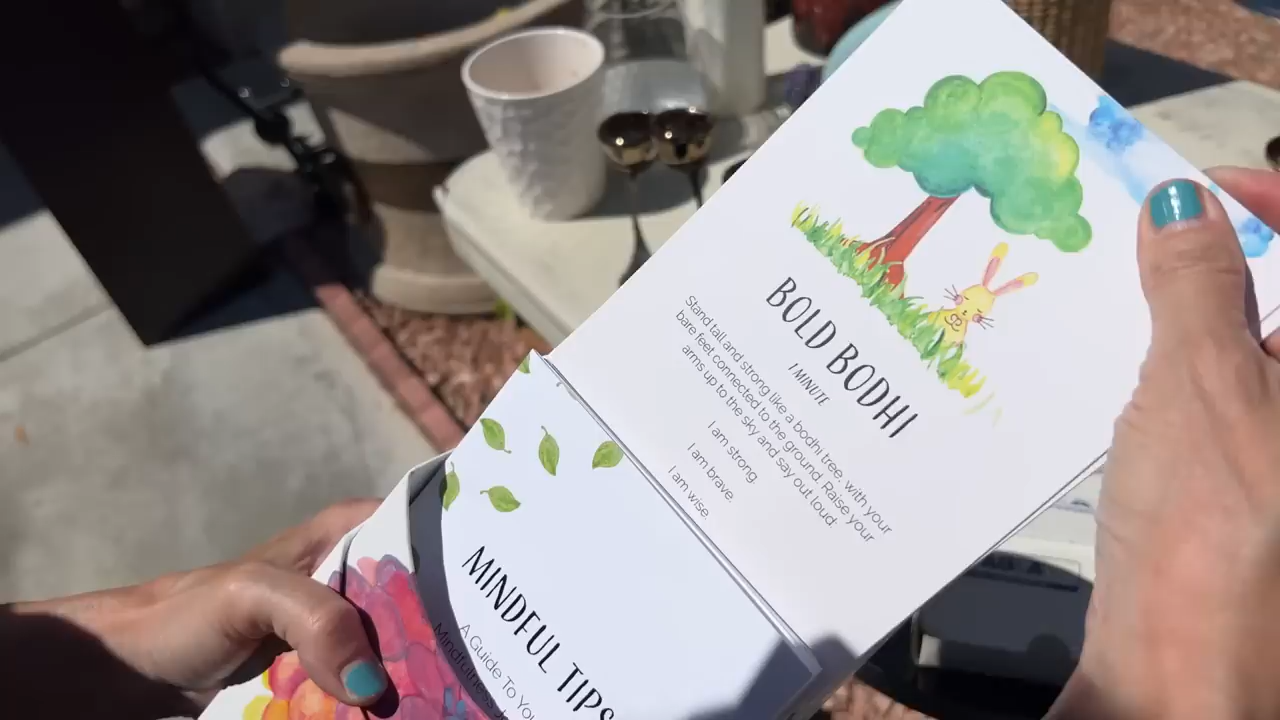 BOLD BODHI
1 MINUTE
Stand tall and strong like a bodhi tree, with your
bare feet connected to the ground. Raise your
arms up to the sky and say out loud:
I am strong.
I am brave.
I am wise.
MINDFUL TIPS
A Guide To You
Mindfulness